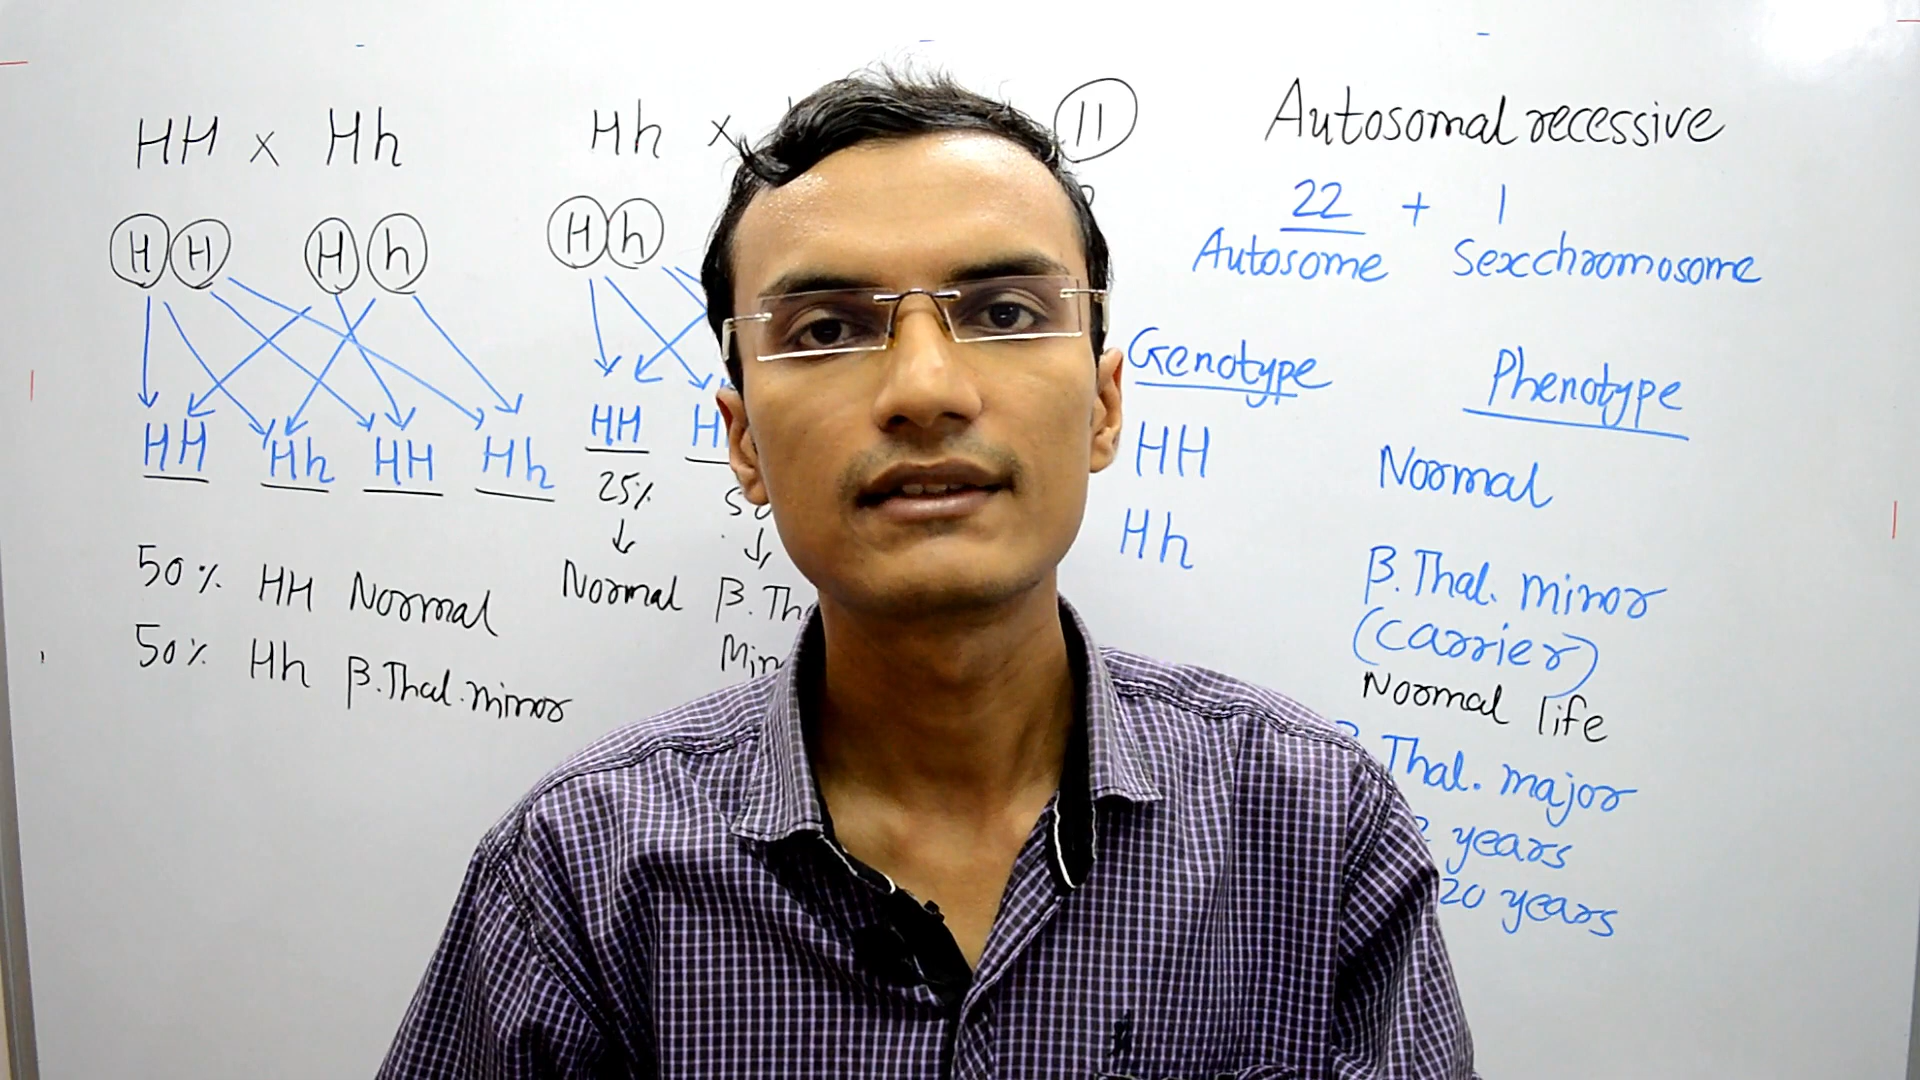 HH x Hh
H H H h
HH Hh HH Hh
50% HH Normal
50% Hh β.Thal.minor
Hh x
H h
HH
25%
↓ ↓
Normal β.
11
Autosomal recessive
22 + 1
Autosome Sexchromosome
Genotype Phenotype
HH Normal
Hh β.Thal. minor
(carrier)
Normal life
Thal. major
years
20 years